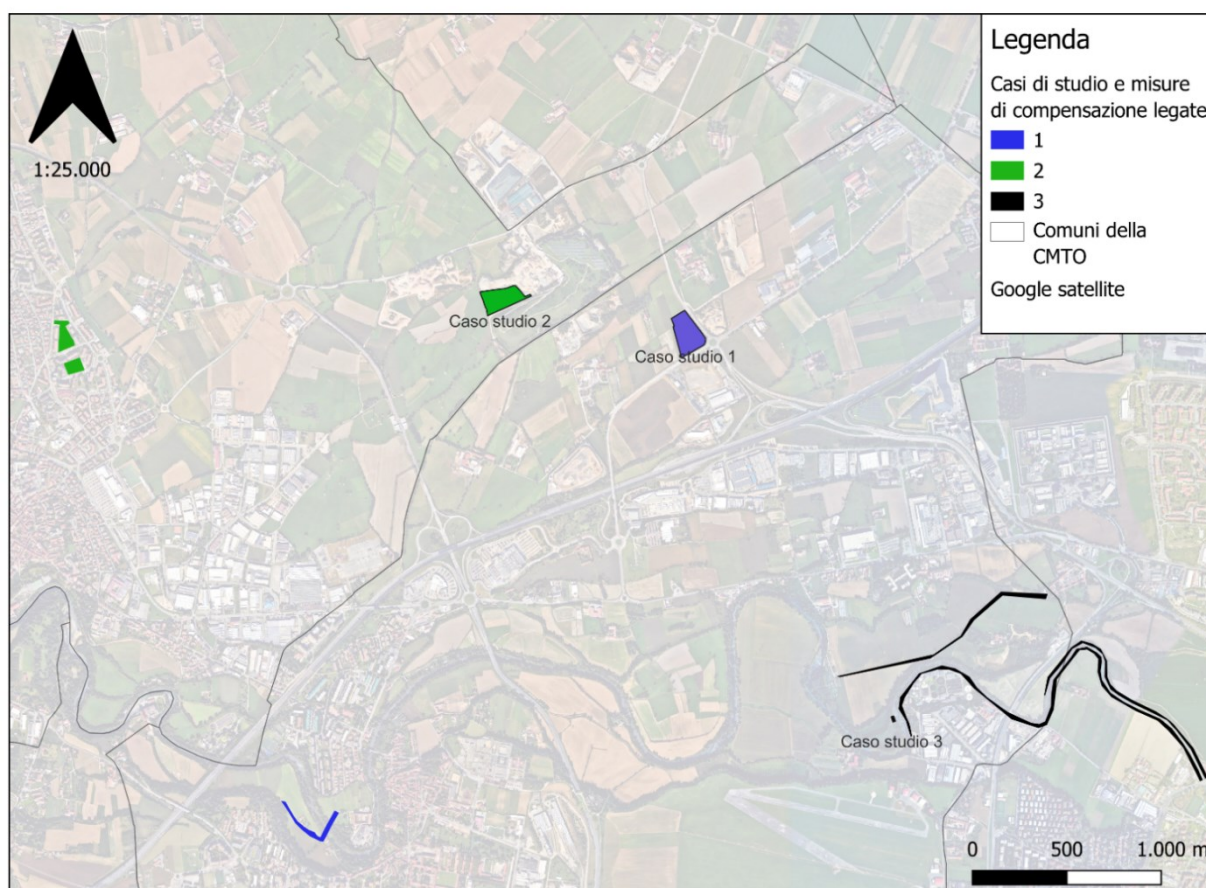 Legenda
Casi di studio e misure
di compensazione legate
1
2
3
Comuni della
CMTO
Google satellite
1:25.000
Caso studio 2
Caso studio 1
Caso studio 3
0 500 1.000 m